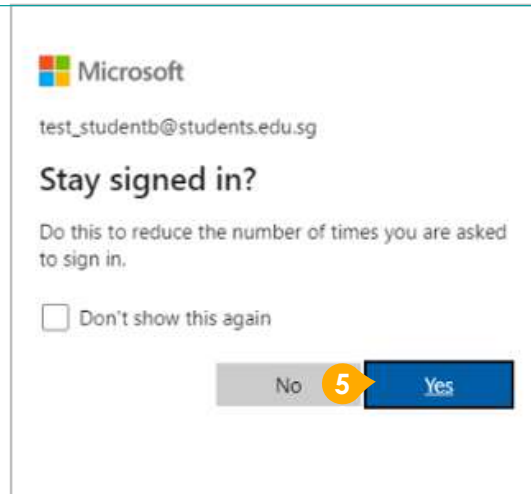 Microsoft
test_studentb@students.edu.sg
Stay signed in?
Do this to reduce the number of times you are asked
to sign in.
Don't show this again
No 5 Yes